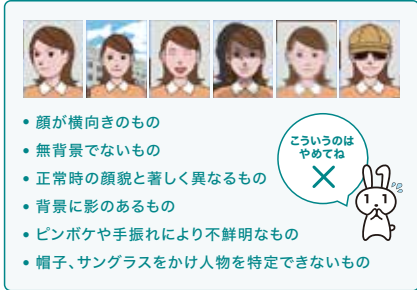 • 顔が横向きのもの
• 無背景でないもの
• 正常時の顔貌と著しく異なるもの
• 背景に影のあるもの
• ピンボケや手振れにより不鮮明なもの
• 帽子、サングラスをかけ人物を特定できないもの
こういうのは
やめてね
×